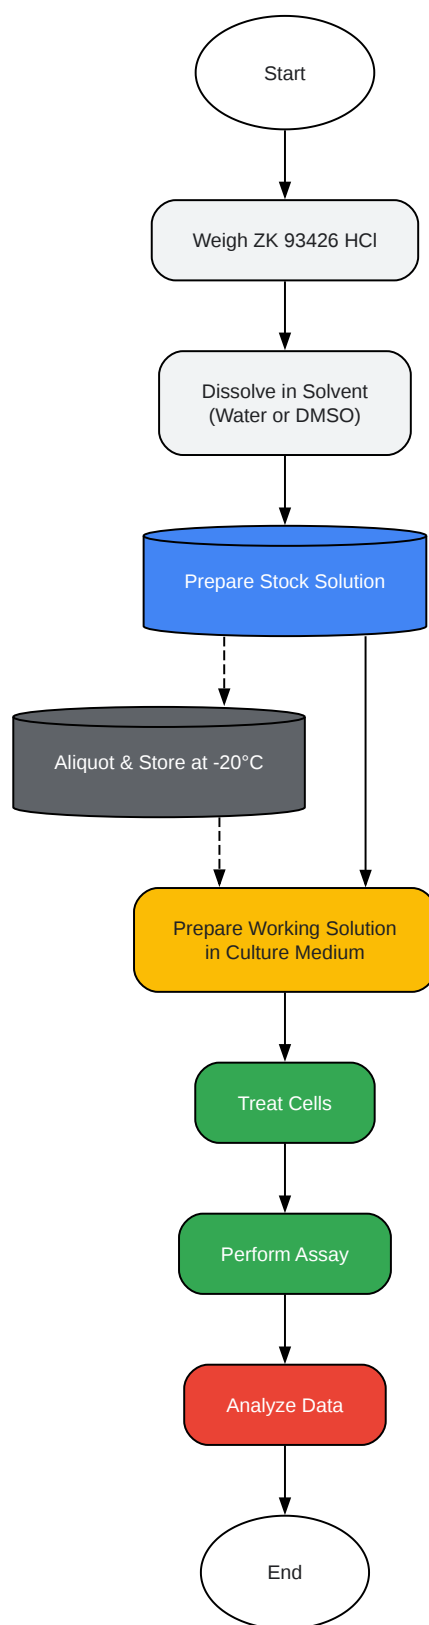 Start
Weigh ZK 93426 HCl
Dissolve in Solvent
(Water or DMSO)
Prepare Stock Solution
Aliquot & Store at -20°C
Prepare Working Solution
in Culture Medium
Treat Cells
Perform Assay
Analyze Data
End